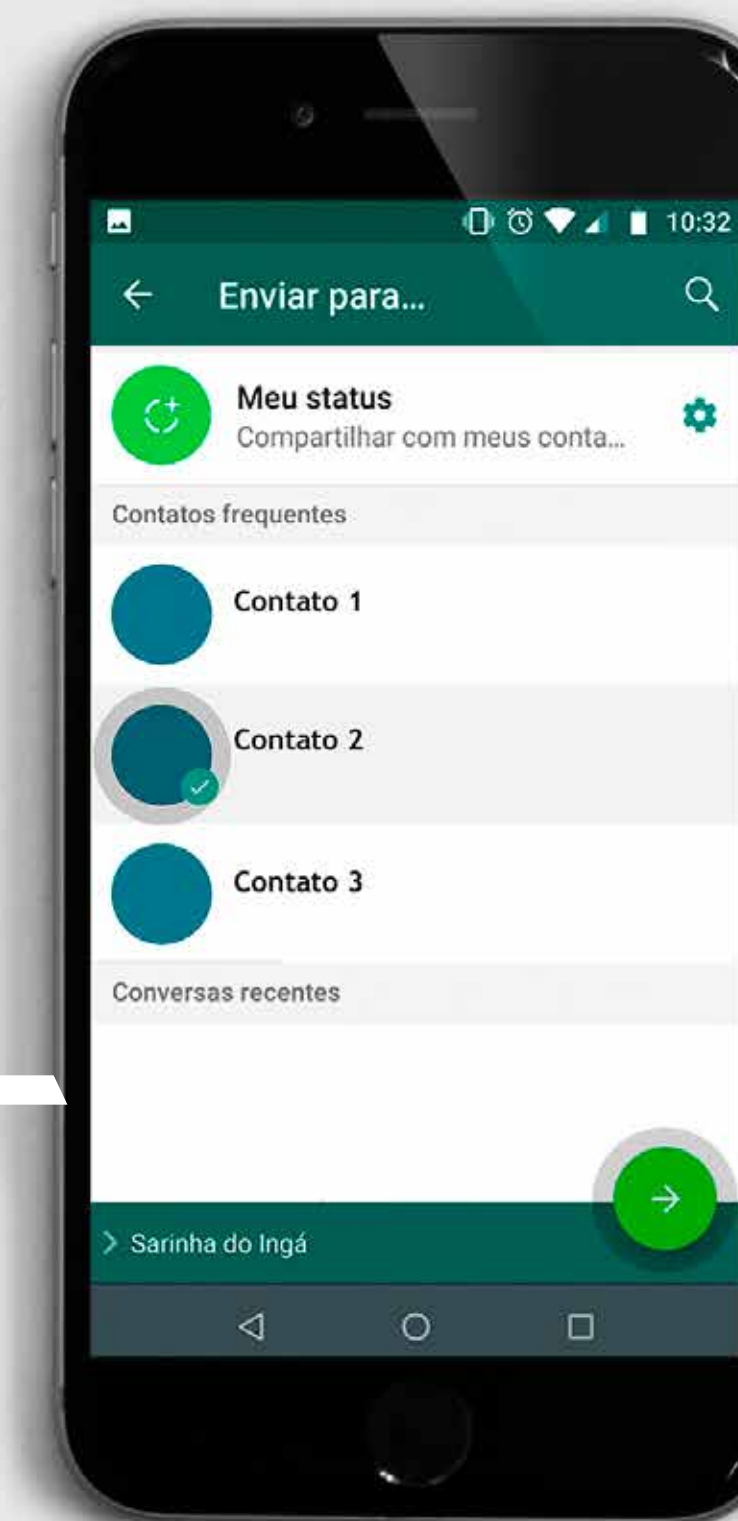 10:32
Enviar para...
Meu status
Compartilhar com meus conta...
Contatos frequentes
Contato 1
Contato 2
Contato 3
Conversas recentes
> Sarinha do Ingá